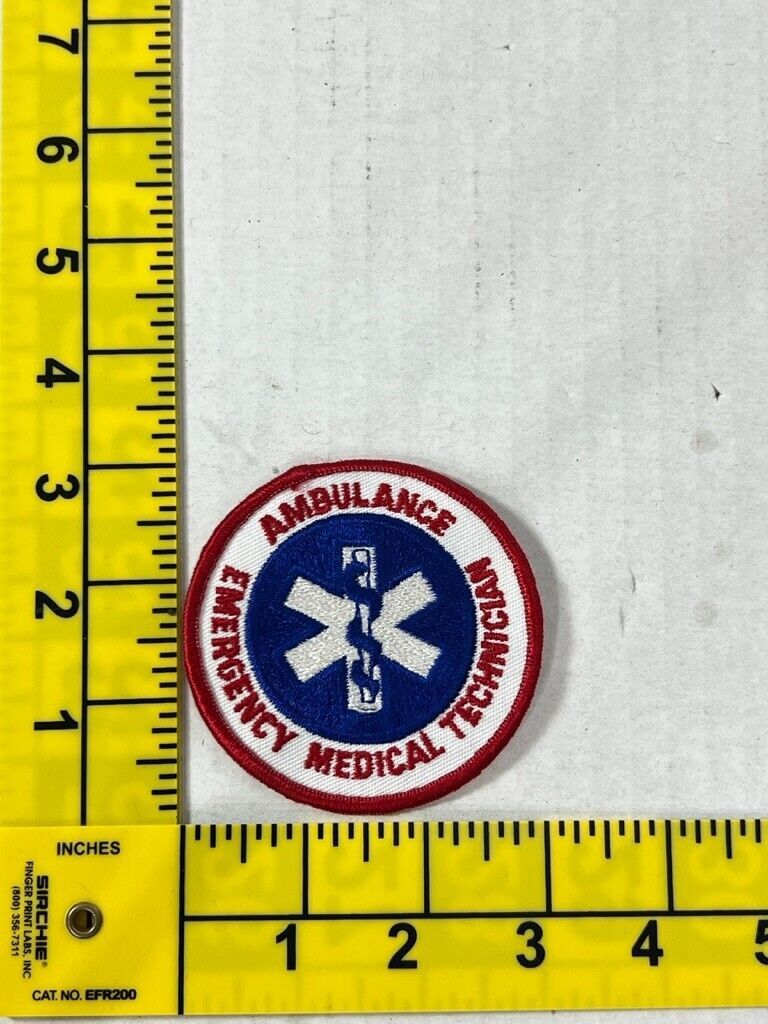 7
6
5
4
3
2
1
AMBULANCE
EMERGENCY MEDICAL TECHNICIAN
INCHES
SIRCHIE®
FINGER PRINT LABS, INC
(800) 356-7311
CAT. NO. EFR200
1
2
3
4
5